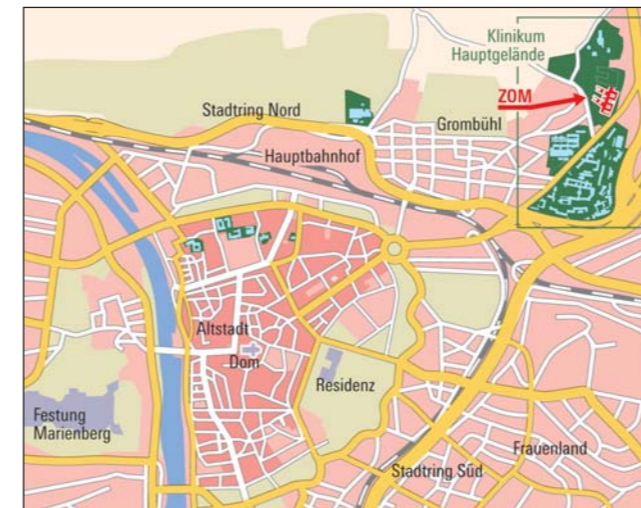 Klinikum
Hauptgelände
ZOM
Stadtring Nord
Grombühl
Hauptbahnhof
Altstadt
Dom
Residenz
Festung
Marienberg
Frauenland
Stadtring Süd